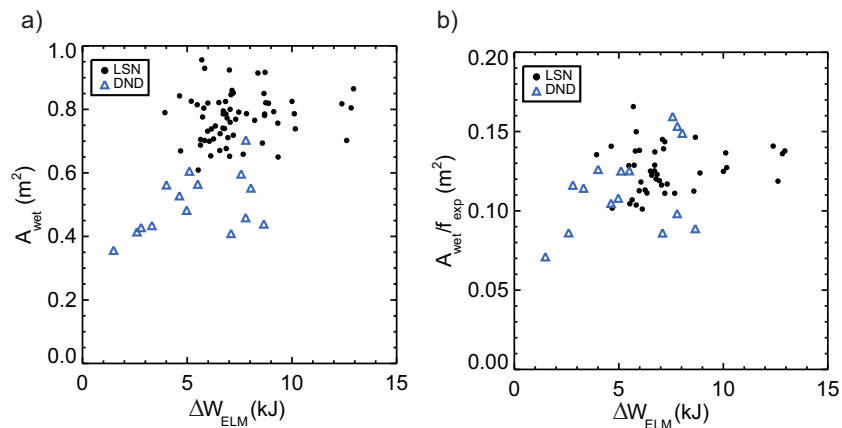 a)
1.0
0.8
0.6
0.4
0.2
0.0
A_wet (m²)
LSN
DND
0 5 10 15
ΔW_ELM (kJ)
b)
0.20
0.15
0.10
0.05
0.00
A_wet/f_exp (m²)
LSN
DND
0 5 10 15
ΔW_ELM (kJ)